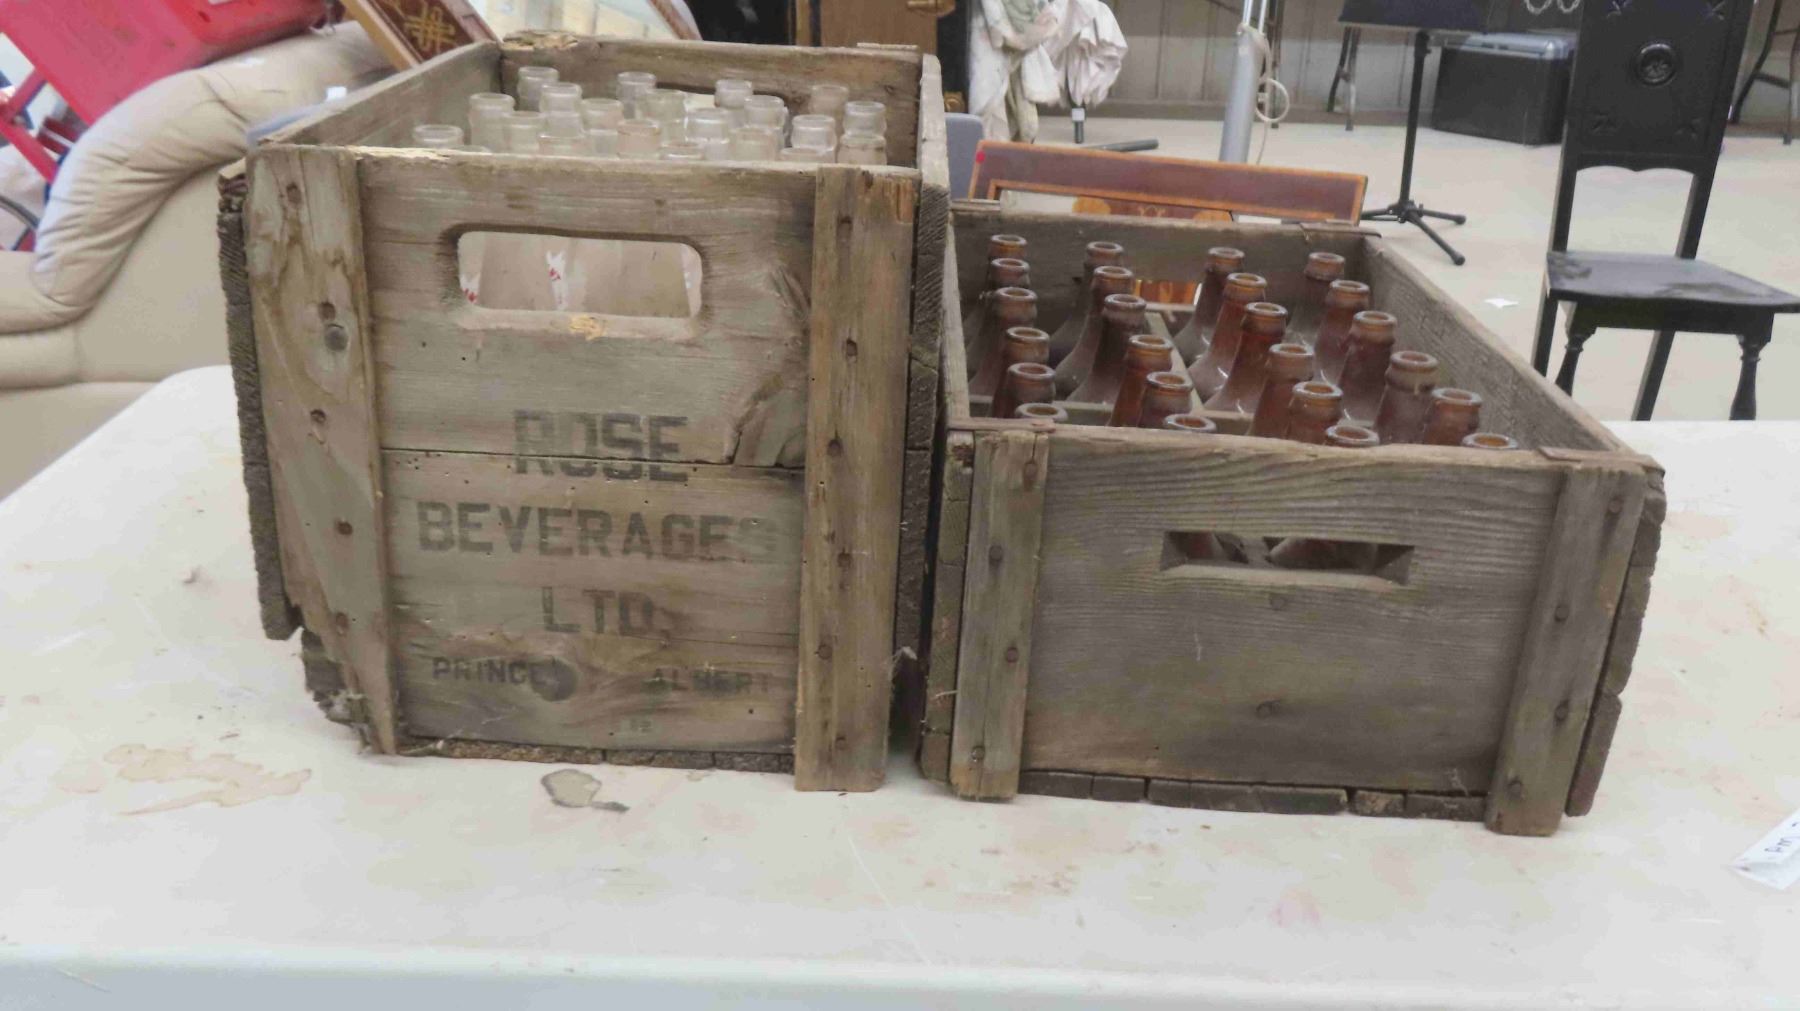 ROSE
BEVERAGES
LTD.
PRINCE ALBERT